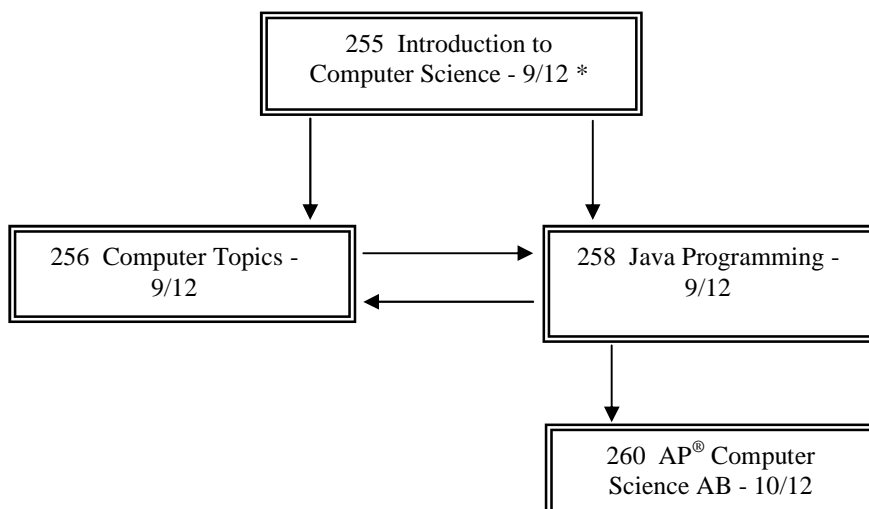 255 Introduction to
Computer Science - 9/12 *
256 Computer Topics -
9/12
258 Java Programming -
9/12
260 AP® Computer
Science AB - 10/12